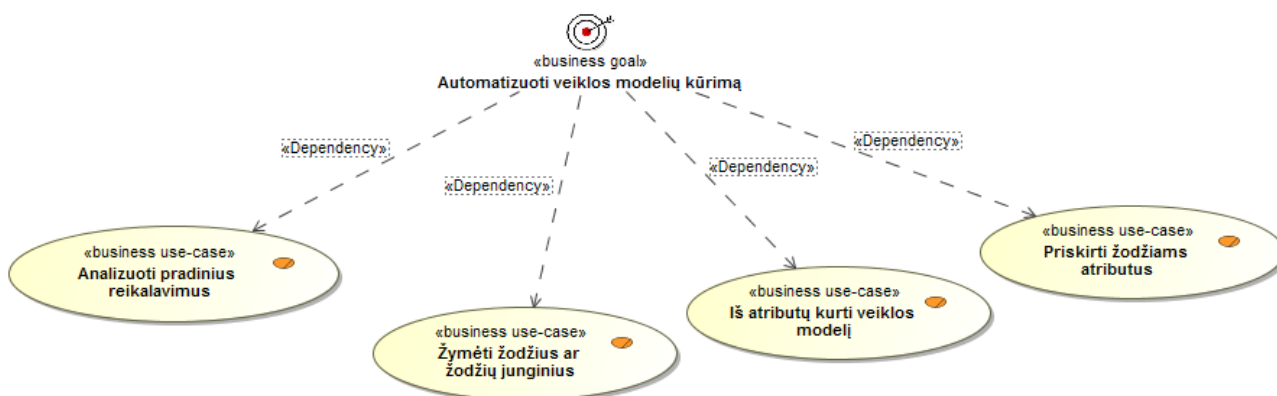 «business goal»
Automatizuoti veiklos modelių kūrimą
«Dependency»
«Dependency»
«Dependency»
«Dependency»
«business use-case»
Analizuoti pradinius
reikalavimus
«business use-case»
Žymėti žodžius ar
žodžių junginius
«business use-case»
Iš atributų kurti veiklos
modelį
«business use-case»
Priskirti žodžiams
atributus